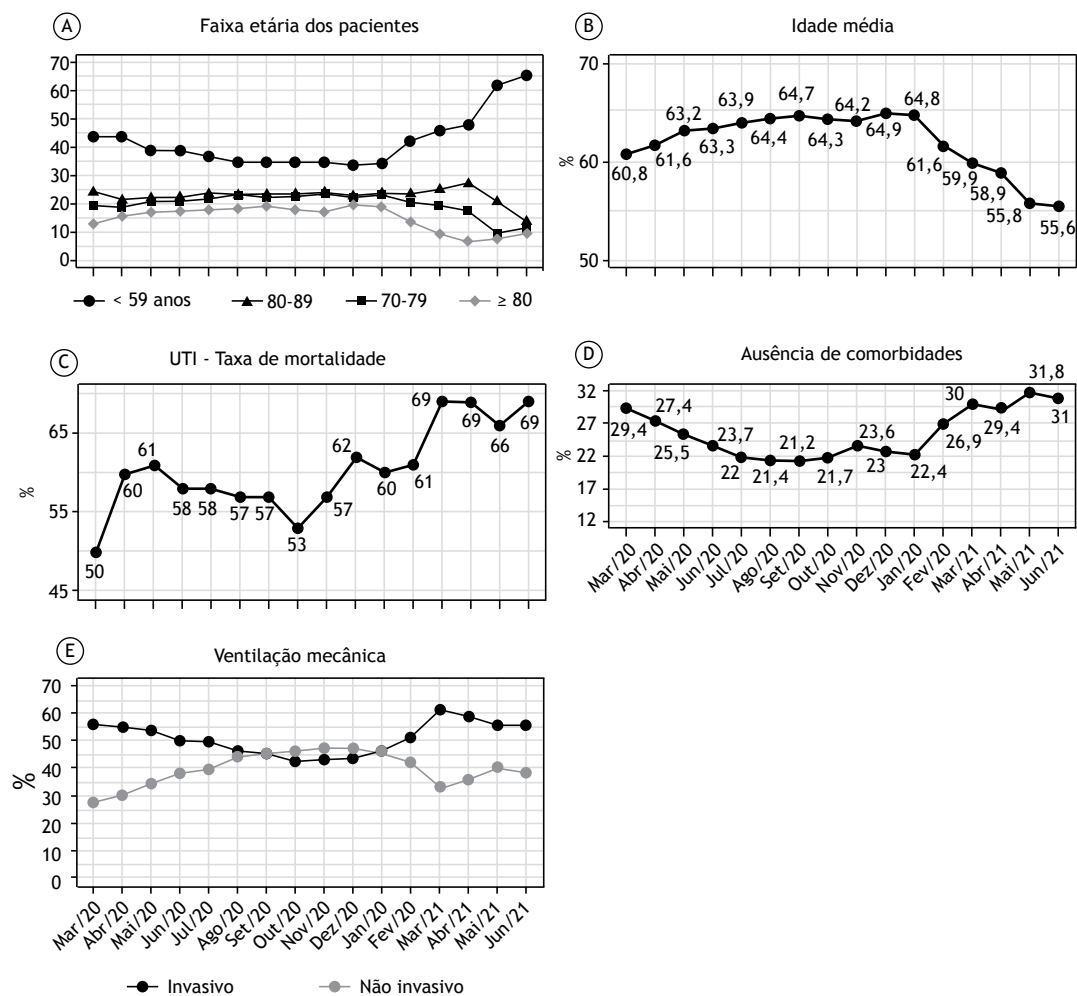 A Faixa etária dos pacientes
70
60
50
40
30
20
10
0
< 59 anos 80-89 70-79 ≥ 80
B Idade média
%
70
60
50
60,8 61,6 63,2 63,3 63,9 64,4 64,7 64,3 64,2 64,9 64,8 61,6 59,9 58,9 55,8 55,6
C UTI - Taxa de mortalidade
%
65
55
45
50 60 61 58 58 57 57 53 57 62 60 61 69 69 66 69
D Ausência de comorbidades
%
32
27
22
17
12
29,4 27,4 25,5 23,7 22 21,4 21,2 21,7 23,6 23 22,4 26,9 30 29,4 31,8 31
Mar/20 Abr/20 Mai/20 Jun/20 Jul/20 Ago/20 Set/20 Out/20 Nov/20 Dez/20 Jan/20 Fev/20 Mar/21 Abr/21 Mai/21 Jun/21
E Ventilação mecânica
%
70
60
50
40
30
20
10
0
Mar/20 Abr/20 Mai/20 Jun/20 Jul/20 Ago/20 Set/20 Out/20 Nov/20 Dez/20 Jan/20 Fev/20 Mar/21 Abr/21 Mai/21 Jun/21
Invasivo Não invasivo